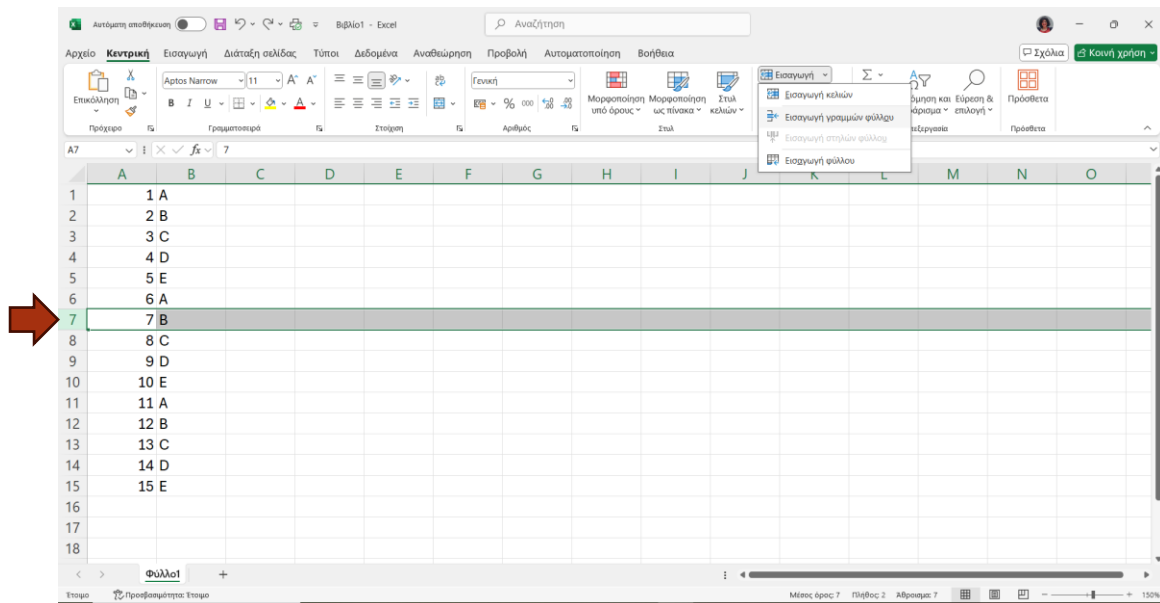 Αυτόματη αποθήκευση
Βιβλίο1 - Excel
Αναζήτηση
Αρχείο Κεντρική Εισαγωγή Διάταξη σελίδας Τύποι Δεδομένα Αναθεώρηση Προβολή Αυτοματοποίηση Βοήθεια
Σχόλια Κοινή χρήση
Επικόλληση
Aptos Narrow 11 A A
B I U A
ab
Γενική
% 000
Μορφοποίηση υπό όρους
Μορφοποίηση ως πίνακα
Στυλ κελιών
Εισαγωγή
Εισαγωγή κελιών
Εισαγωγή γραμμών φύλλου
Εισαγωγή στηλών φύλλου
Εισαγωγή φύλλου
Εύρεση & επιλογή
Πρόσθετα
Πρόχειρο Γραμματοσειρά Στοίχιση Αριθμός Στυλ Πρόσθετα
A7 fx 7
A B C D E F G H I J K L M N O
1 1 A
2 2 B
3 3 C
4 4 D
5 5 E
6 6 A
7 7 B
8 8 C
9 9 D
10 10 E
11 11 A
12 12 B
13 13 C
14 14 D
15 15 E
16
17
18
Φύλλο1 +
Έτοιμο Προσβασιμότητα: Έτοιμο Μέσος όρος: 7 Πλήθος: 2 Άθροισμα: 7 150%